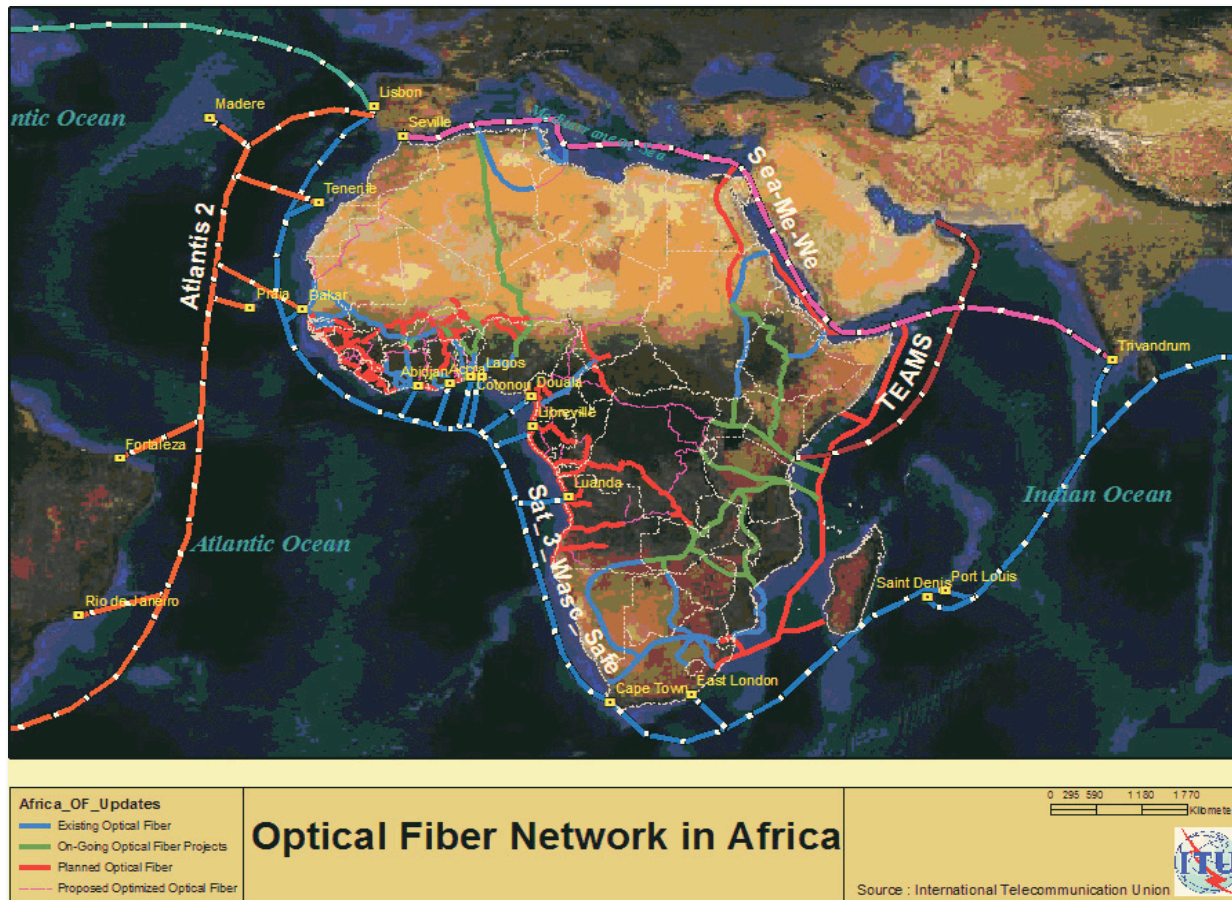 ntic Ocean
Madere
Lisbon
Seville
Mediterranean Sea
Sea-Me-We
Tenerife
Atlantis 2
Praia
Dakar
TEAMS
Trivandrum
Abidjan
Accra
Lagos
Cotonou
Douala
Libreville
Fortaleza
Luanda
Sat_3_Wasc_Safe
Indian Ocean
Atlantic Ocean
Rio de Janeiro
Saint Denis
Port Louis
Cape Town
East London
Africa_OF_Updates
Existing Optical Fiber
On-Going Optical Fiber Projects
Planned Optical Fiber
Proposed Optimized Optical Fiber
Optical Fiber Network in Africa
0 295 590 1 180 1 770
Kilomete
Source : International Telecommunication Union
ITU